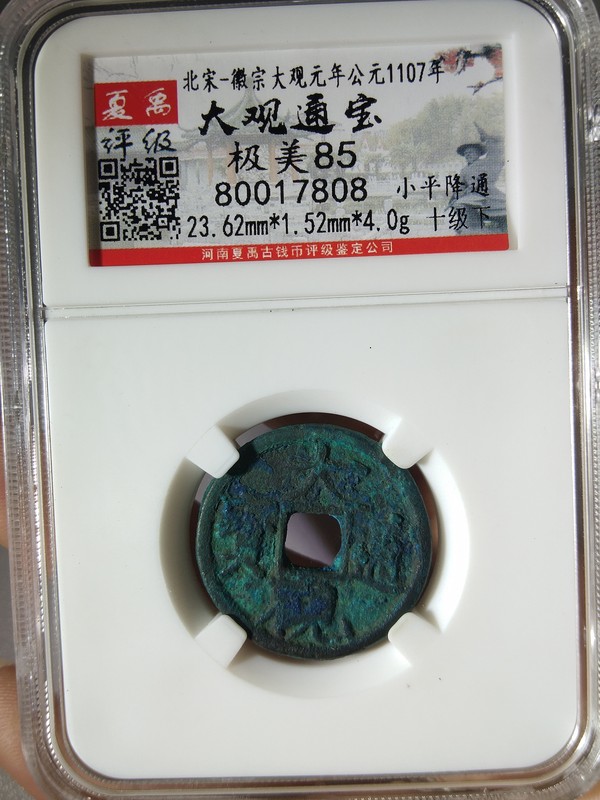 北宋-徽宗大观元年公元1107年
夏禹
评级
大观通宝
极美85
80017808 小平降通
23.62mm*1.52mm*4.0g 十级下
河南夏禹古钱币评级鉴定公司